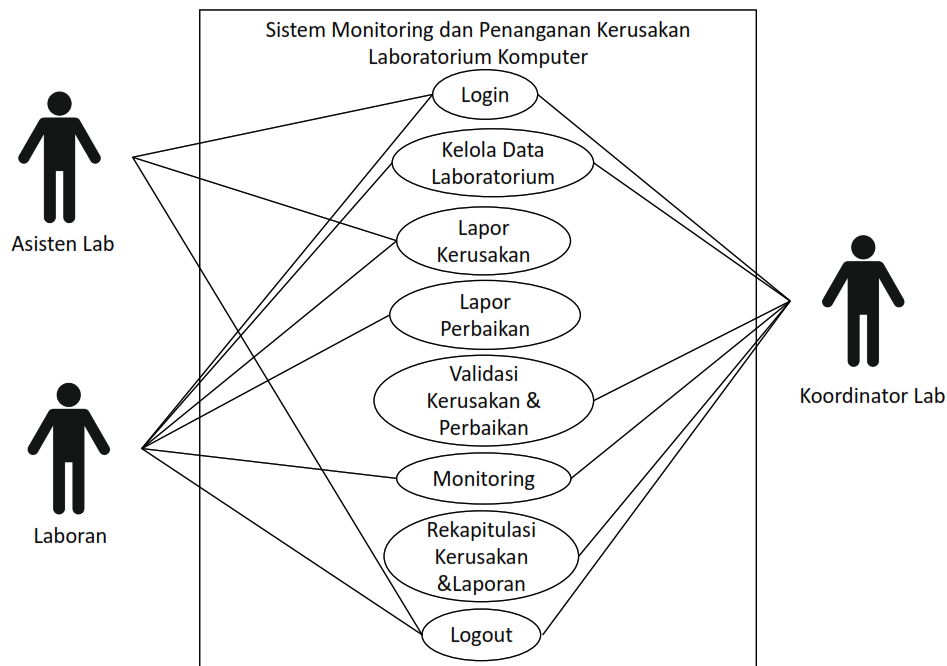 Sistem Monitoring dan Penanganan Kerusakan
Laboratorium Komputer
Login
Kelola Data
Laboratorium
Lapor
Kerusakan
Lapor
Perbaikan
Validasi
Kerusakan &
Perbaikan
Monitoring
Rekapitulasi
Kerusakan
&Laporan
Logout
Asisten Lab
Laboran
Koordinator Lab